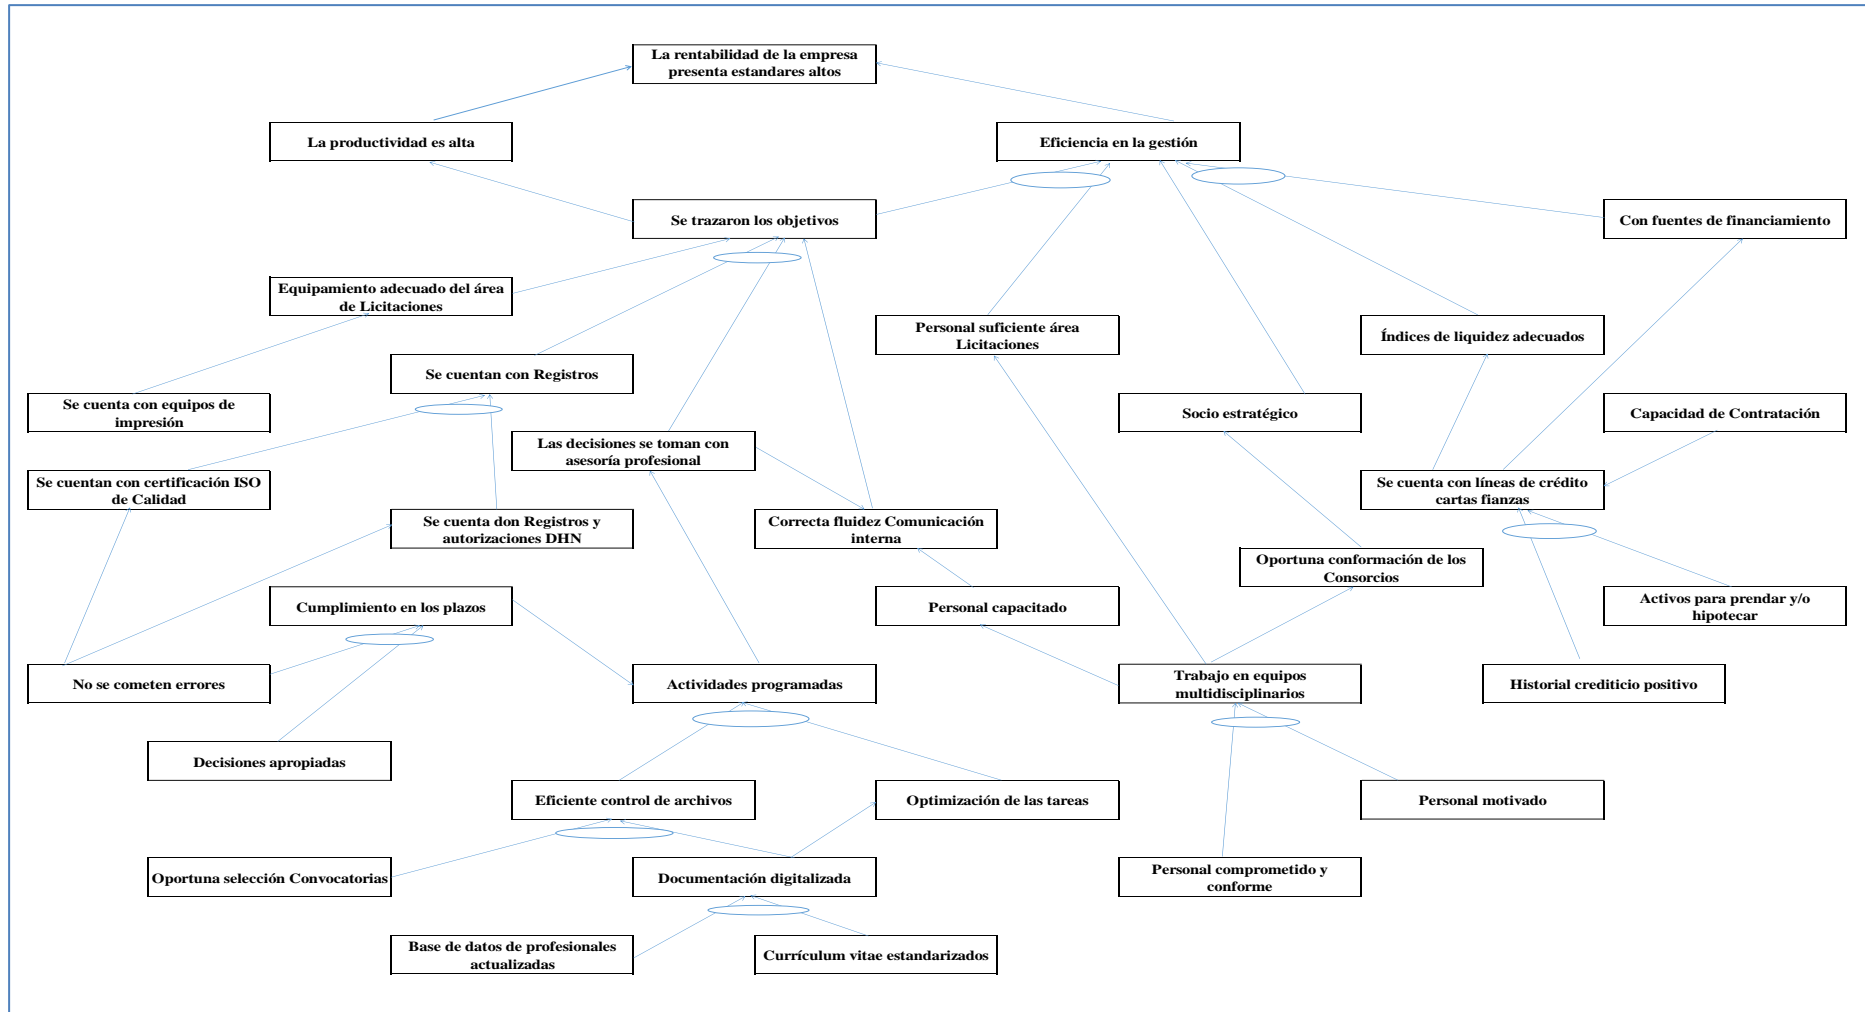 La rentabilidad de la empresa
presenta estandares altos
La productividad es alta
Eficiencia en la gestión
Se trazaron los objetivos
Con fuentes de financiamiento
Equipamiento adecuado del área
de Licitaciones
Personal suficiente área
Licitaciones
Índices de liquidez adecuados
Se cuentan con Registros
Se cuenta con equipos de
impresión
Socio estratégico
Capacidad de Contratación
Las decisiones se toman con
asesoría profesional
Se cuentan con certificación ISO
de Calidad
Se cuenta con líneas de crédito
cartas fianzas
Se cuenta don Registros y
autorizaciones DHN
Correcta fluidez Comunicación
interna
Oportuna conformación de los
Consorcios
Cumplimiento en los plazos
Personal capacitado
Activos para prendar y/o
hipotecar
No se cometen errores
Actividades programadas
Trabajo en equipos
multidisciplinarios
Historial crediticio positivo
Decisiones apropiadas
Eficiente control de archivos
Optimización de las tareas
Personal motivado
Oportuna selección Convocatorias
Documentación digitalizada
Personal comprometido y
conforme
Base de datos de profesionales
actualizadas
Currículum vitae estandarizados